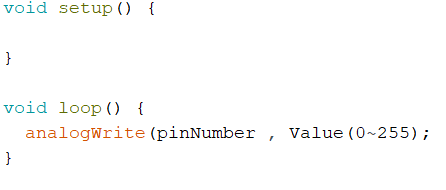 void setup() {
}
void loop() {
  analogWrite(pinNumber , Value(0~255);
}